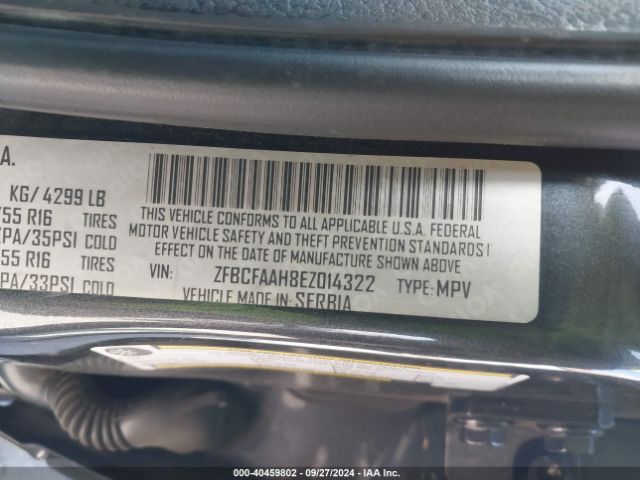 A.
KG/ 4299 LB
55 R16 TIRES
KPA/35PSI COLD
55 R16 TIRES
KPA/33PSI COLD
THIS VEHICLE CONFORMS TO ALL APPLICABLE U.S.A. FEDERAL
MOTOR VEHICLE SAFETY AND THEFT PREVENTION STANDARDS I
EFFECT ON THE DATE OF MANUFACTURE SHOWN ABOVE
VIN: ZFBCFAAH8EZ014322 TYPE: MPV
VEHICLE MADE IN SERBIA
000-40459802 - 09/27/2024 - IAA Inc.